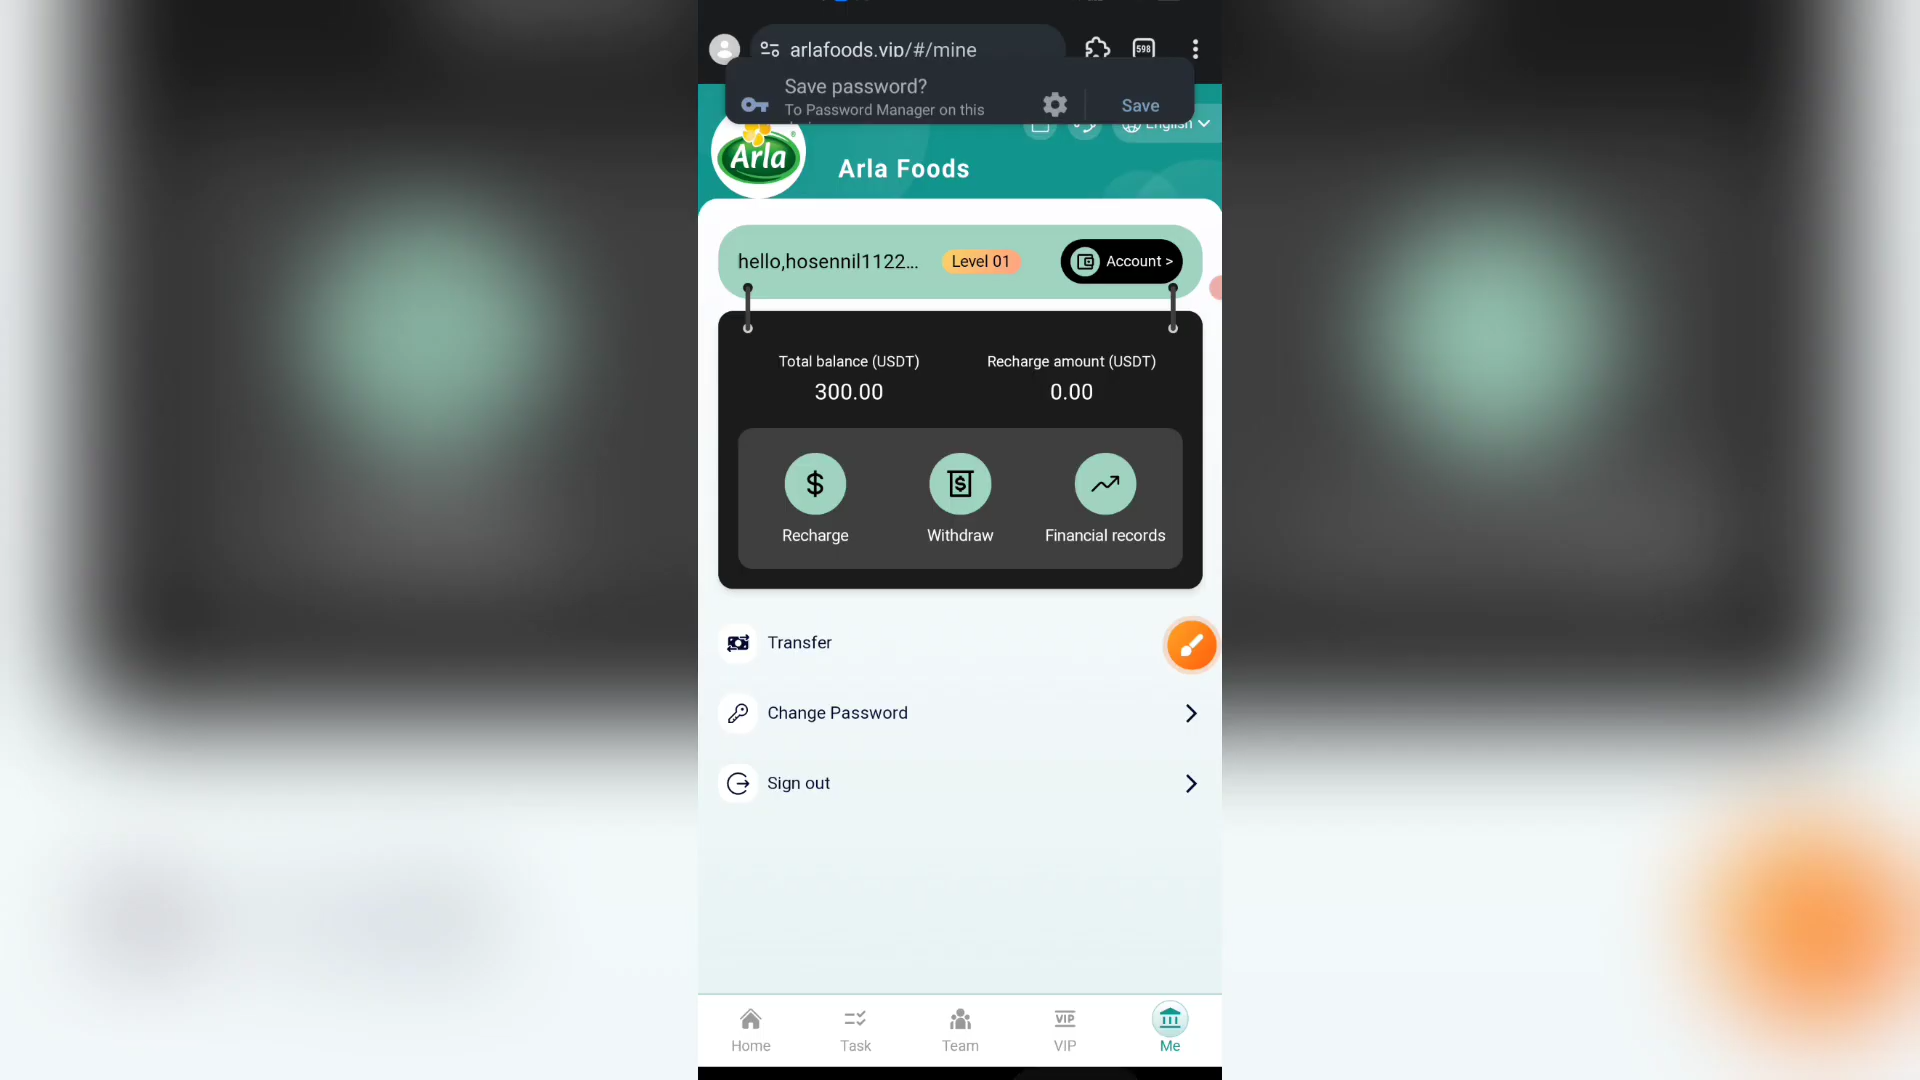 arlafoods.vip/#/mine
598
Save password?
To Password Manager on this
Save
English
Arla
Arla Foods
hello,hosennil1122...
Level 01
Account >
Total balance (USDT)
Recharge amount (USDT)
300.00
0.00
Recharge
Withdraw
Financial records
Transfer
Change Password
Sign out
Home
Task
Team
VIP
VIP
Me